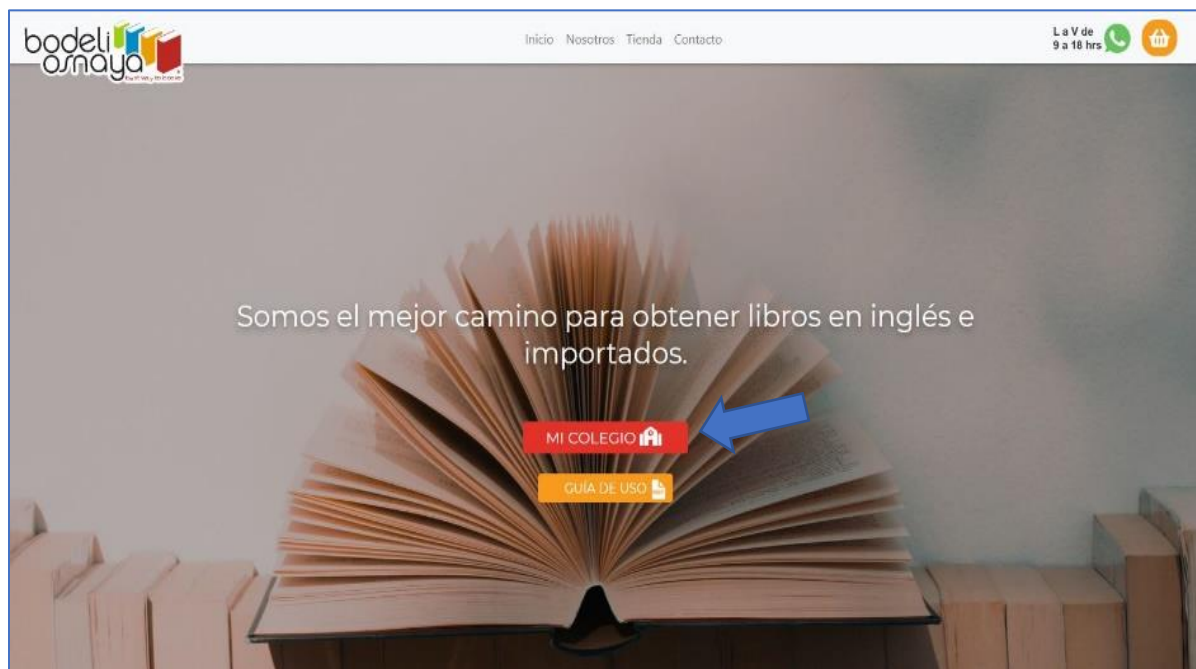 bodeli
osnaya
Inicio Nosotros Tienda Contacto
L a V de
9 a 18 hrs
Somos el mejor camino para obtener libros en inglés e
importados.
MI COLEGIO
GUÍA DE USO